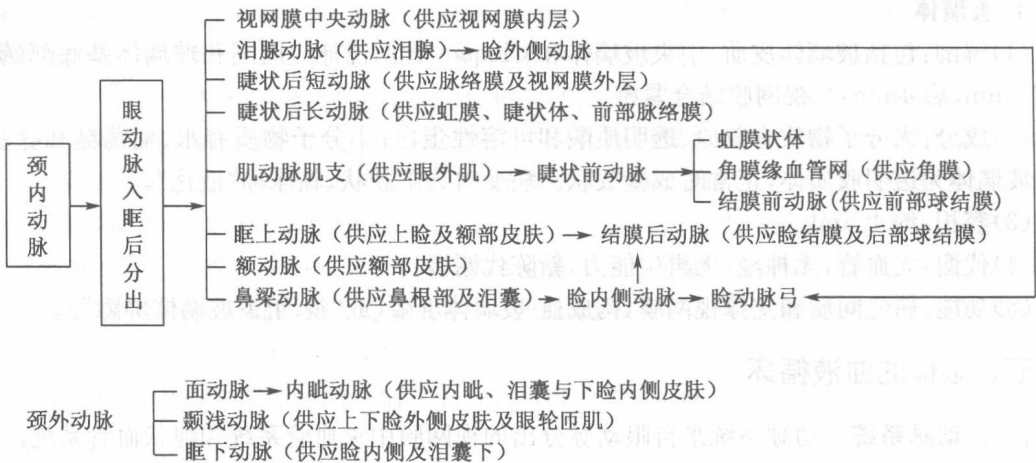 视网膜中央动脉（供应视网膜内层）
泪腺动脉（供应泪腺）→睑外侧动脉
睫状后短动脉（供应脉络膜及视网膜外层）
睫状后长动脉（供应虹膜、睫状体、前部脉络膜）
颈内动脉→眼动脉入眶后分出→
肌动脉肌支（供应眼外肌）→睫状前动脉→
虹膜状体
角膜缘血管网（供应角膜）
结膜前动脉(供应前部球结膜)
眶上动脉（供应上睑及额部皮肤）→结膜后动脉（供应睑结膜及后部球结膜）
额动脉（供应额部皮肤）
鼻梁动脉（供应鼻根部及泪囊）→睑内侧动脉→睑动脉弓
颈外动脉
面动脉→内眦动脉（供应内眦、泪囊与下睑内侧皮肤）
颞浅动脉（供应上下睑外侧皮肤及眼轮匝肌）
眶下动脉（供应睑内侧及泪囊下）